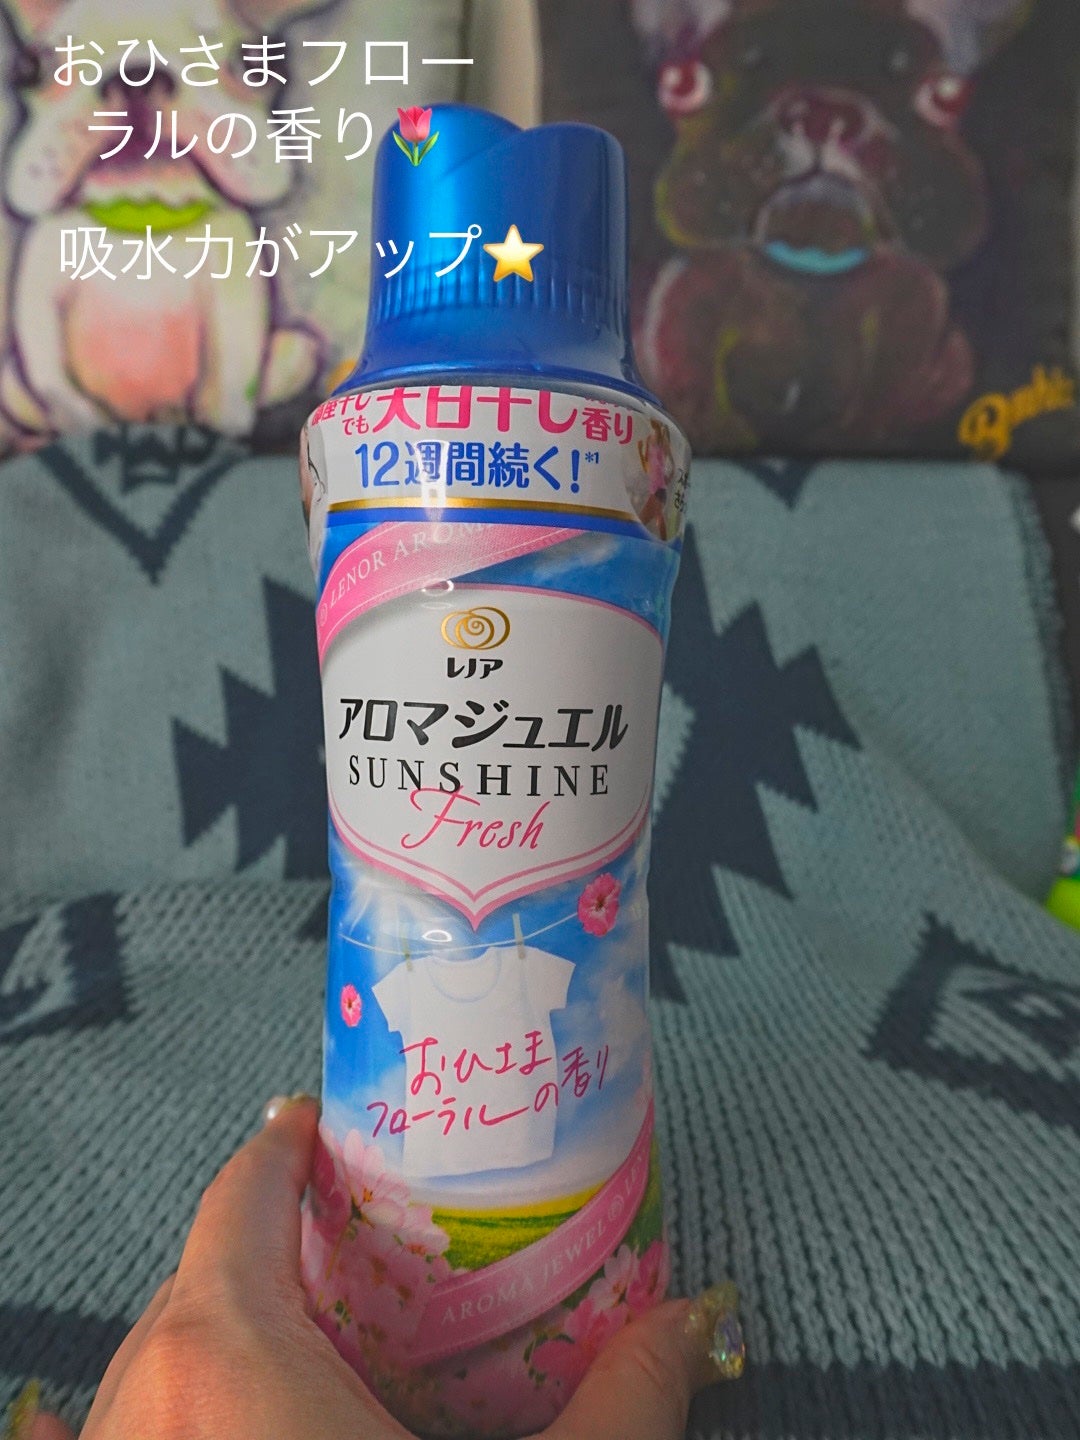 おひさまフロー
ラルの香り🌷
吸水力がアップ⭐
でも 天日干し 香り
12週間続く!*1
LENOR AROM
レノア
アロマジュエル
SUNSHINE
Fresh
おひさま
フローラルの香り
AROMA JEWEL